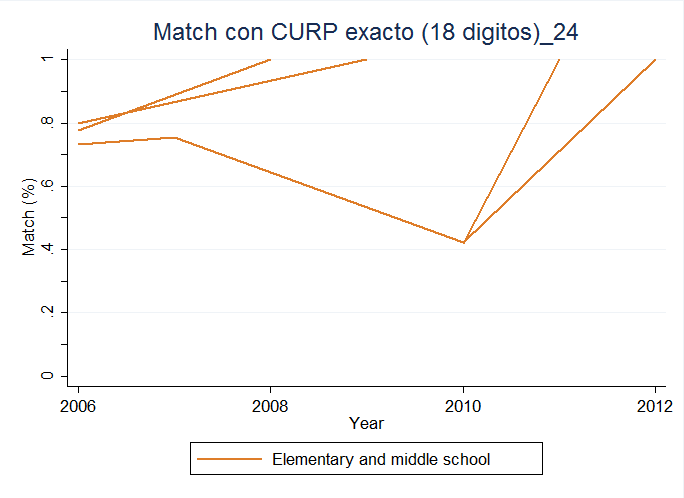 Match con CURP exacto (18 digitos)_24
Match (%)
1
.8
.6
.4
.2
0
2006
2008
2010
2012
Year
Elementary and middle school